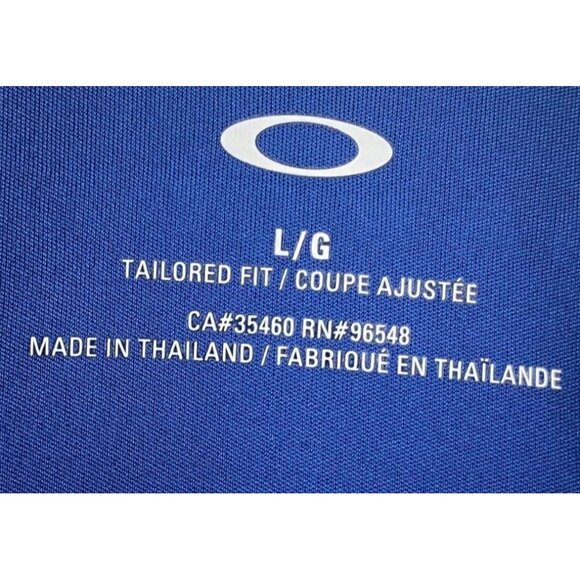 L/G
TAILORED FIT / COUPE AJUSTÉE
CA#35460 RN#96548
MADE IN THAILAND / FABRIQUÉ EN THAÏLANDE